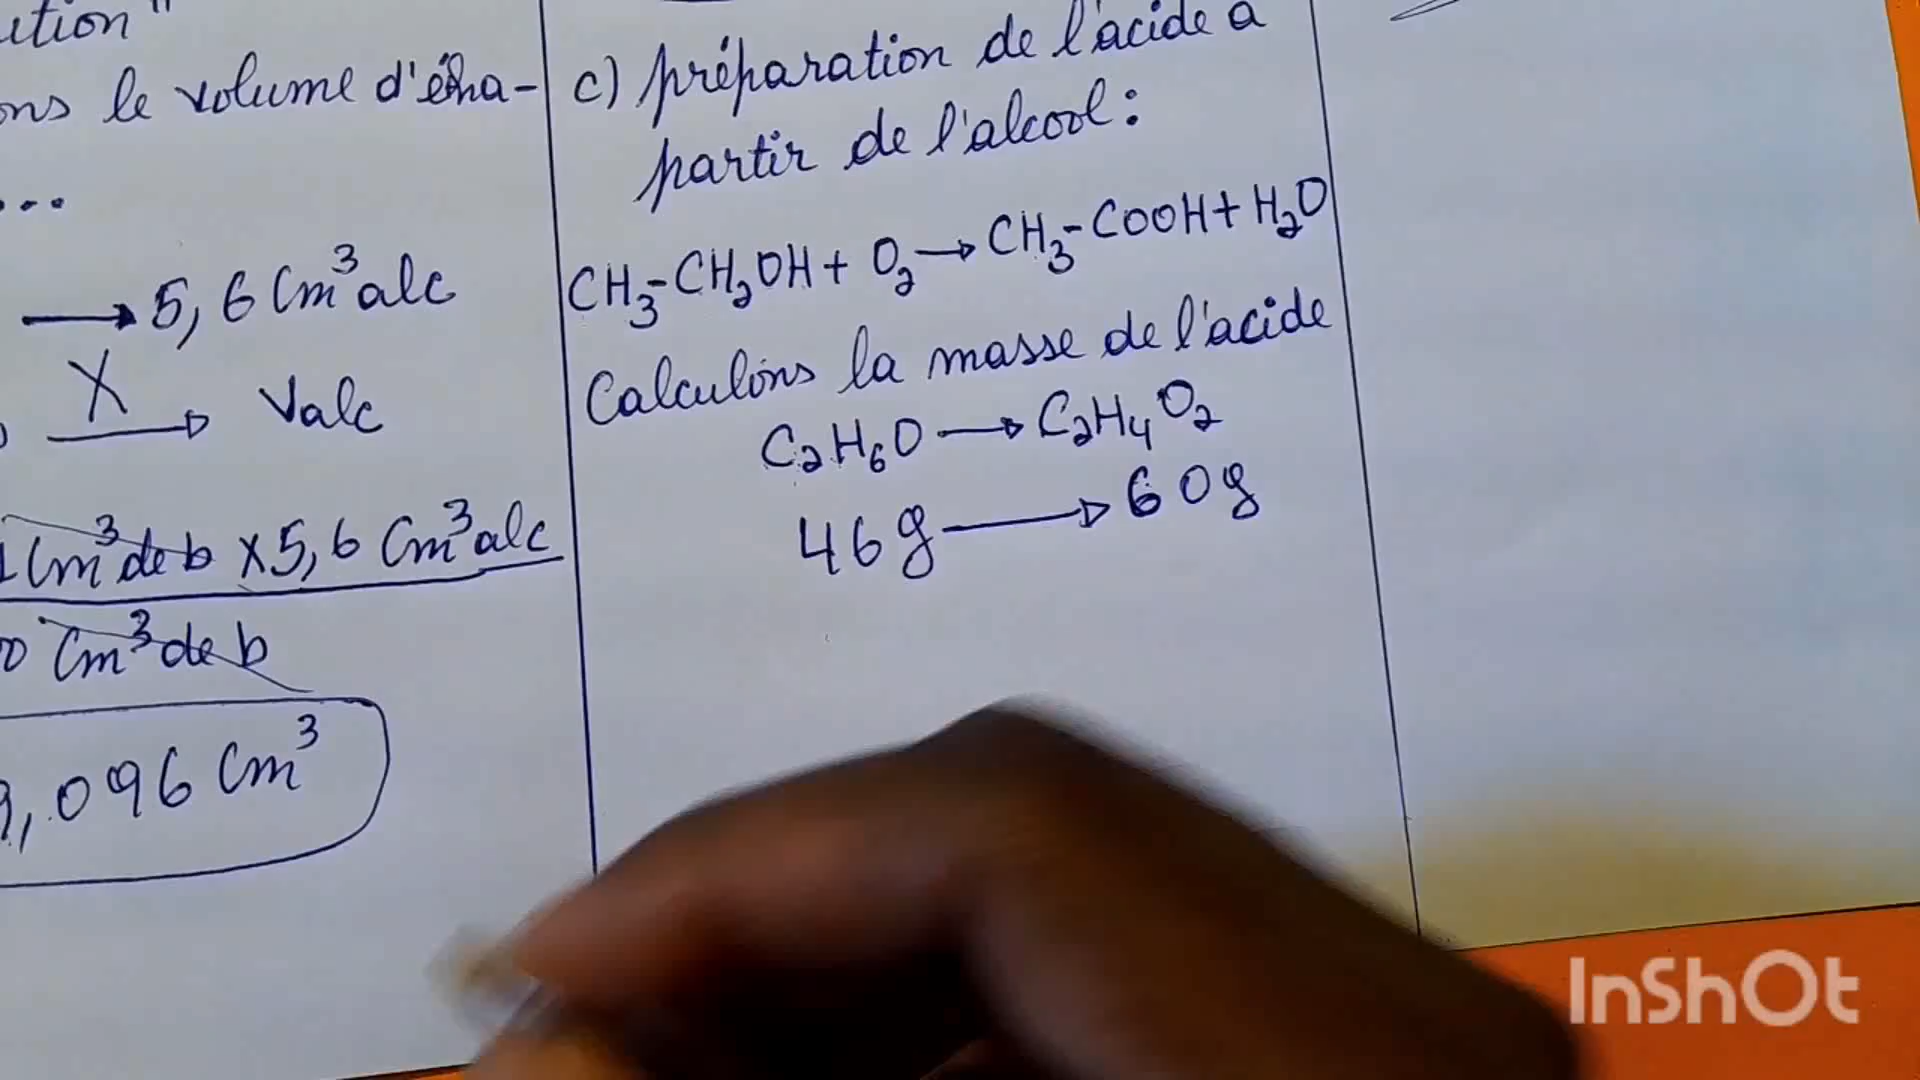 ution"
ons le volume d'étha-
...
→ 5,6 Cm³ alc
X
→ Valc
1 Cm³ de b x 5,6 Cm³ alc
Cm³ de b
,096 Cm³
c) préparation de l'acide a
partir de l'alcool :
CH₃-CH₂OH + O₂ → CH₃-COOH + H₂O
Calculons la masse de l'acide
C₂H₆O → C₂H₄O₂
46g → 60g
InShOt